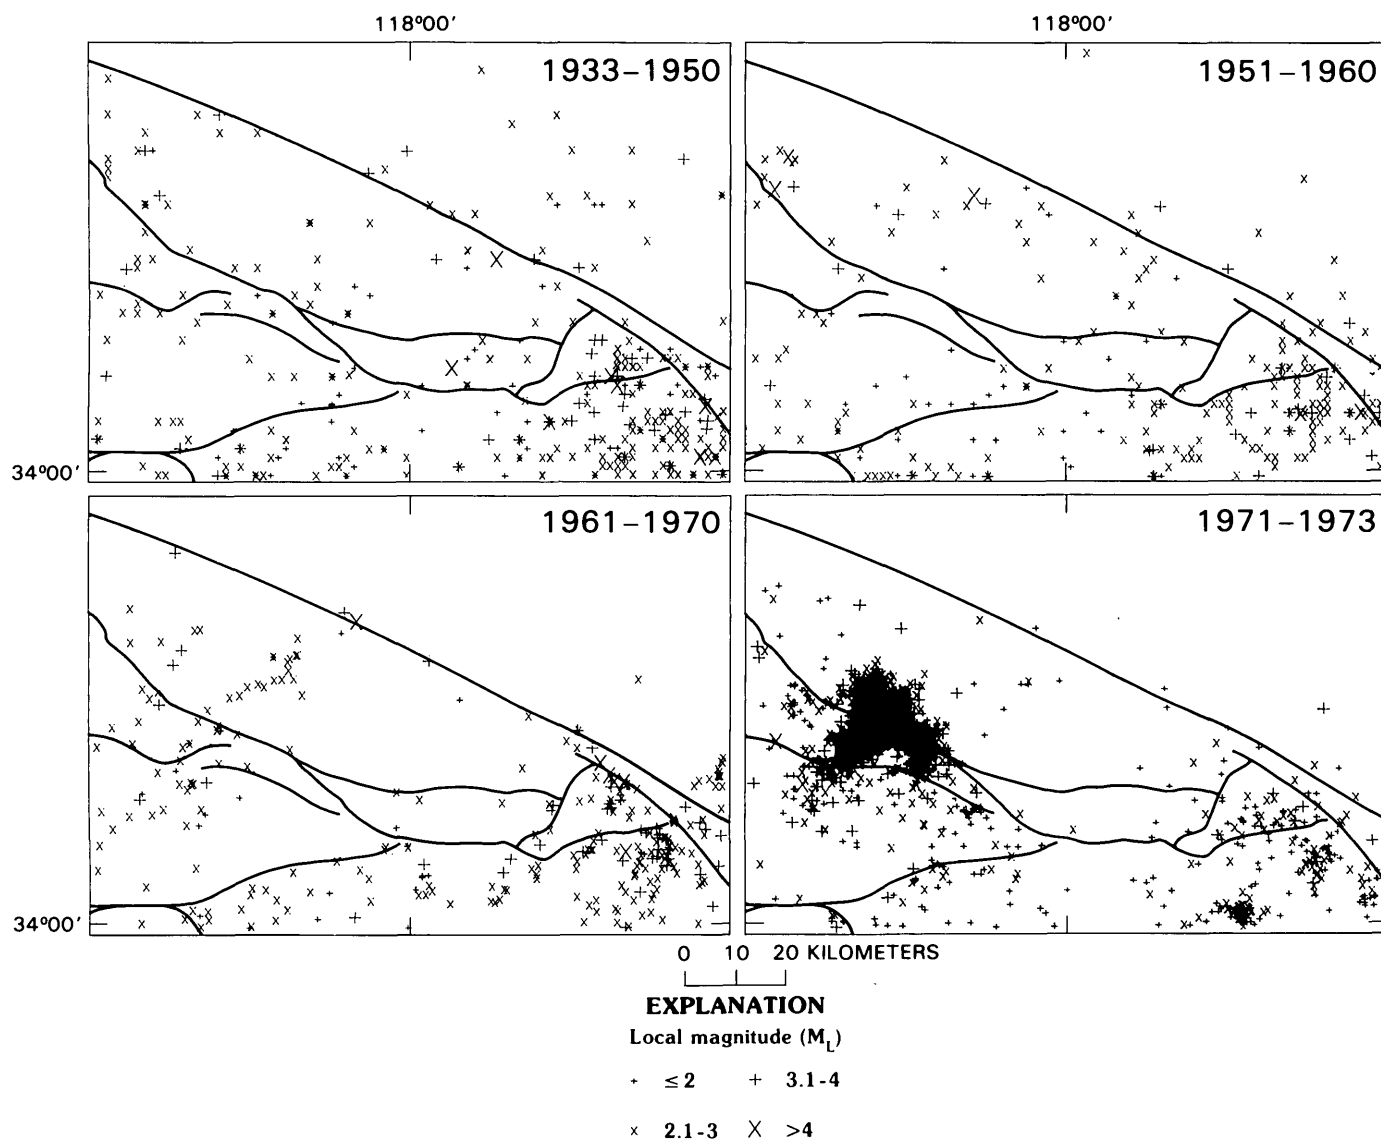 118°00′ 118°00′
1933–1950 1951–1960
34°00′
1961–1970 1971–1973
34°00′
0 10 20 KILOMETERS
EXPLANATION
Local magnitude (M_L)
+ ≤2 + 3.1-4
x 2.1-3 X >4